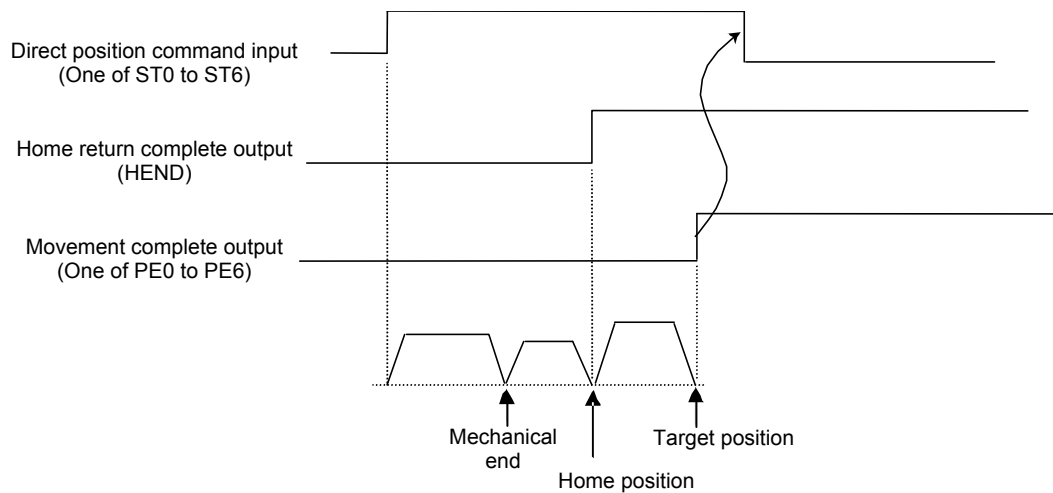 Direct position command input
(One of ST0 to ST6)
Home return complete output
(HEND)
Movement complete output
(One of PE0 to PE6)
Mechanical
end
Home position
Target position